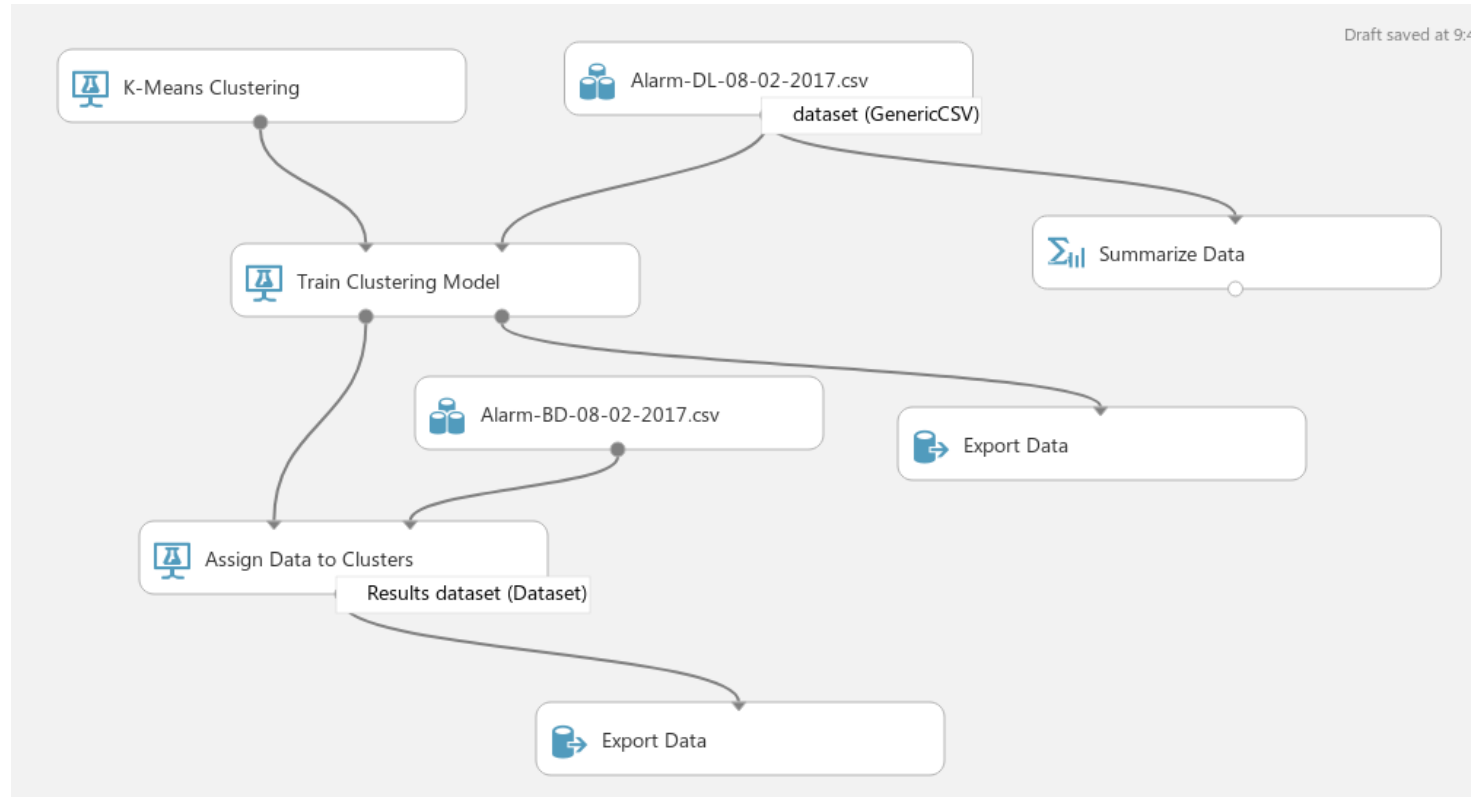 Draft saved at 9:4
K-Means Clustering
Alarm-DL-08-02-2017.csv
dataset (GenericCSV)
Summarize Data
Train Clustering Model
Alarm-BD-08-02-2017.csv
Export Data
Assign Data to Clusters
Results dataset (Dataset)
Export Data